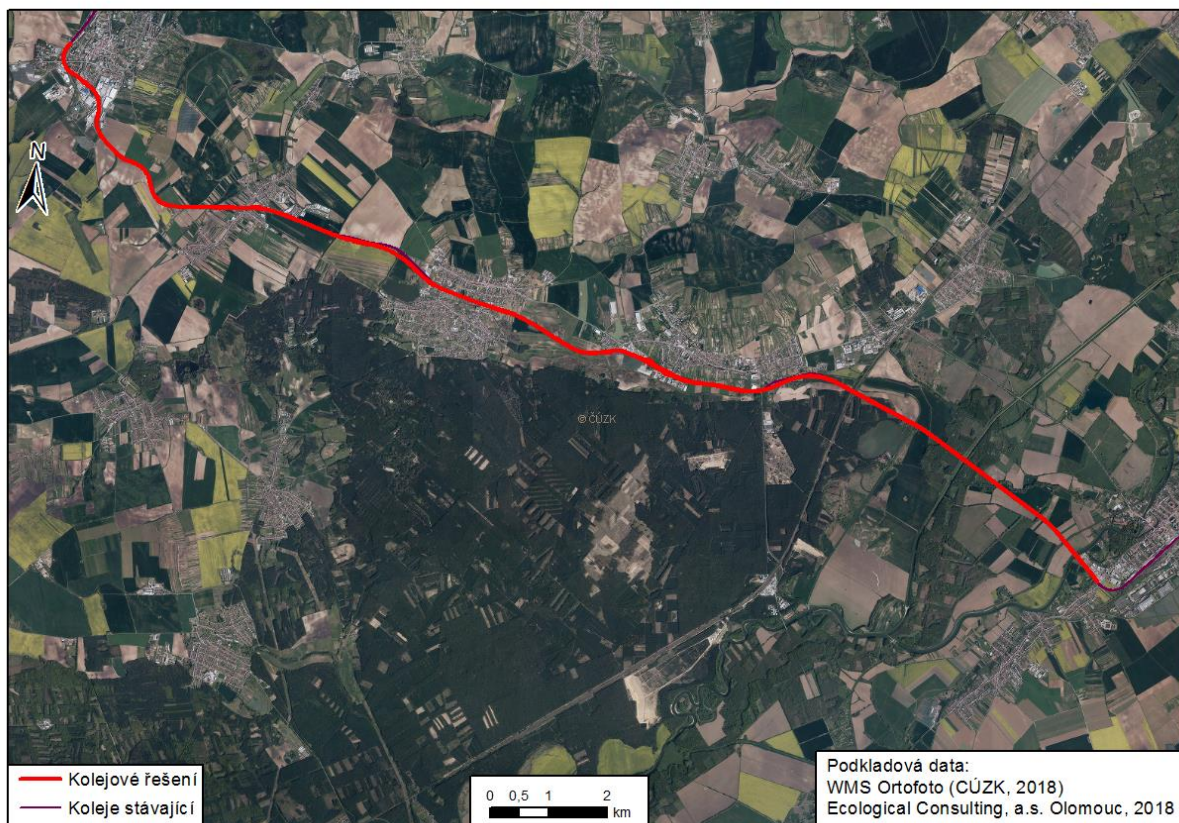 N
© ČÚZK
Kolejové řešení
Koleje stávající
0 0,5 1 2
km
Podkladová data:
WMS Ortofoto (CÚZK, 2018)
Ecological Consulting, a.s. Olomouc, 2018